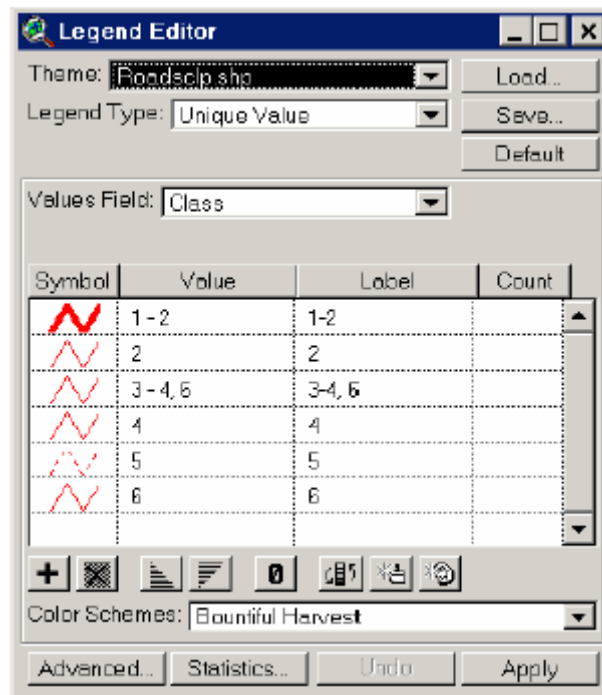 Legend Editor
Theme: Roadsclp.shp Load...
Legend Type: Unique Value Save...
Default
Values Field: Class
Symbol Value Label Count
1 - 2 1-2
2 2
3 - 4, 6 3-4, 6
4 4
5 5
6 6
0
Color Schemes: Bountiful Harvest
Advanced... Statistics... Undo Apply